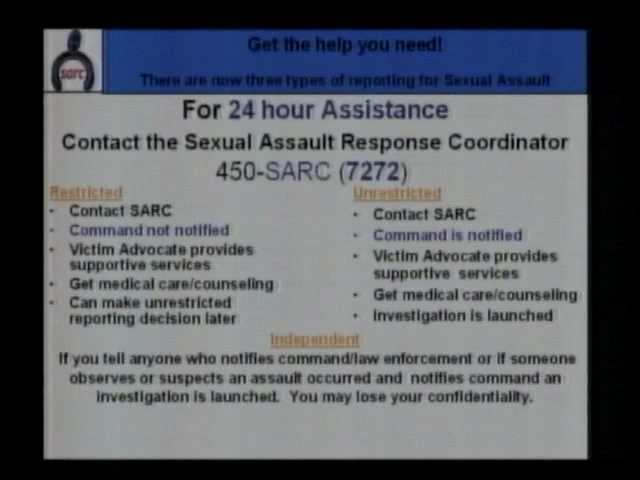 sarc
Get the help you need!
There are now three types of reporting for Sexual Assault
For 24 hour Assistance
Contact the Sexual Assault Response Coordinator
450-SARC (7272)
Restricted
• Contact SARC
• Command not notified
• Victim Advocate provides
supportive services
• Get medical care/counseling
• Can make unrestricted
reporting decision later
Unrestricted
• Contact SARC
• Command is notified
• Victim Advocate provides
supportive services
• Get medical care/counseling
• Investigation is launched
Independent
If you tell anyone who notifies command/law enforcement or if someone
observes or suspects an assault occurred and notifies command an
investigation is launched. You may lose your confidentiality.